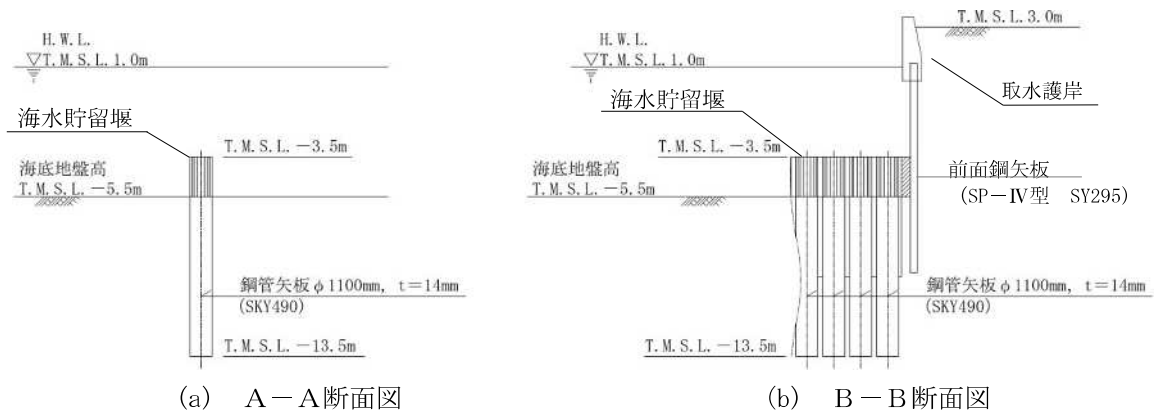 H.W.L.
T.M.S.L.1.0m
海水貯留堰
T.M.S.L.－3.5m
海底地盤高
T.M.S.L.－5.5m
鋼管矢板φ1100mm, t＝14mm
(SKY490)
T.M.S.L.－13.5m
(a) A－A断面図
T.M.S.L.3.0m
H.W.L.
T.M.S.L.1.0m
取水護岸
海水貯留堰
T.M.S.L.－3.5m
海底地盤高
T.M.S.L.－5.5m
前面鋼矢板
(SP－Ⅳ型 SY295)
鋼管矢板φ1100mm, t＝14mm
(SKY490)
T.M.S.L.－13.5m
(b) B－B断面図